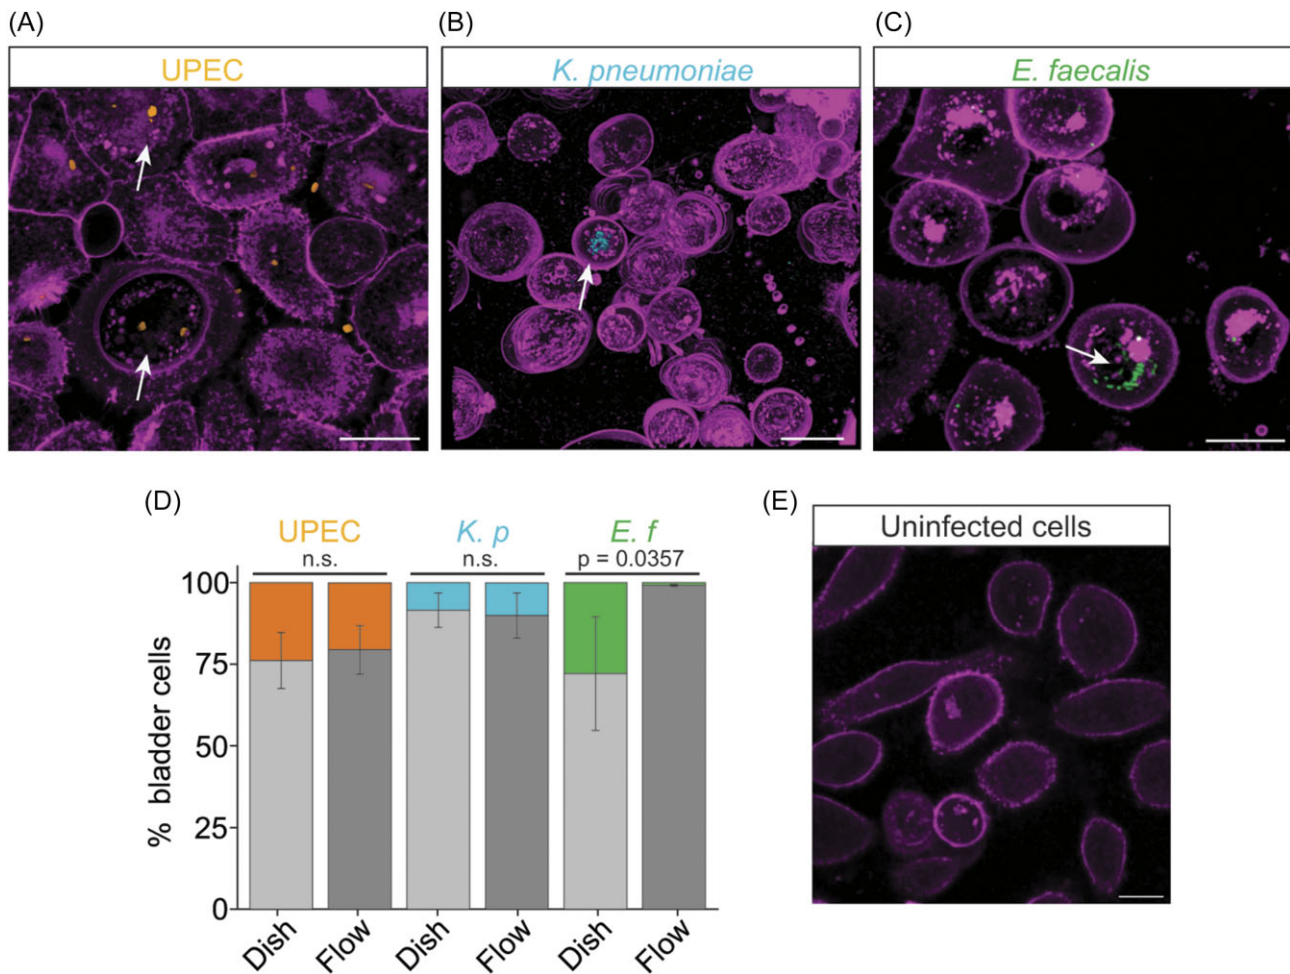 (A)
(B)
(C)
UPEC
K. pneumoniae
E. faecalis
(D)
(E)
UPEC
K. p
E. f
Uninfected cells
n.s.
n.s.
p = 0.0357
100
75
50
25
0
% bladder cells
Dish
Flow
Dish
Flow
Dish
Flow